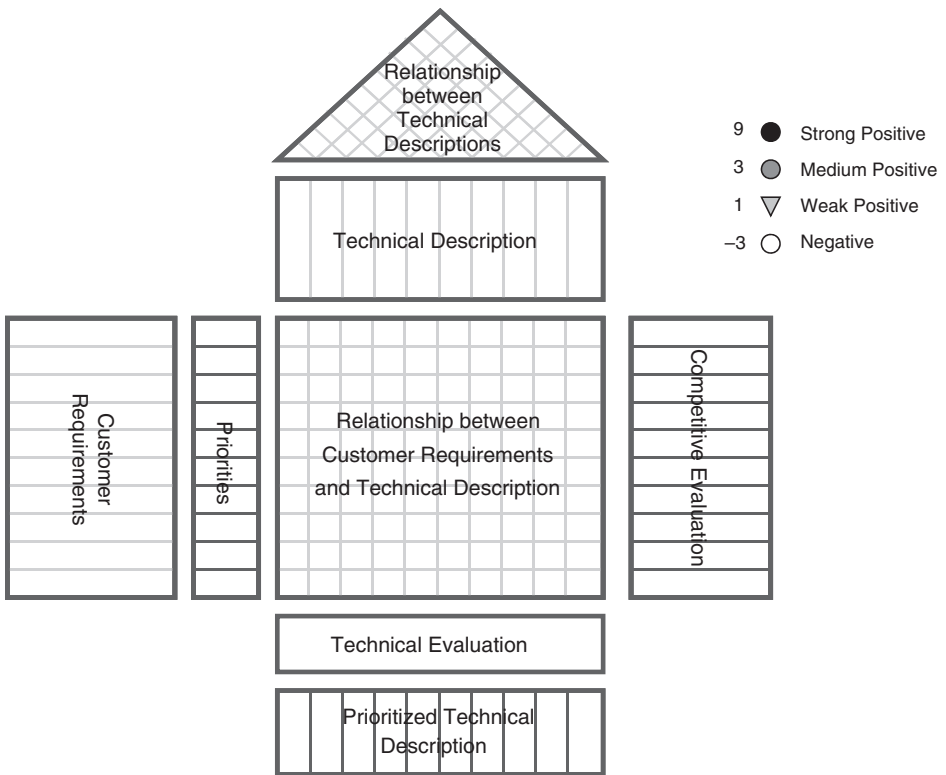 Relationship
between
Technical
Descriptions
9 Strong Positive
3 Medium Positive
1 Weak Positive
–3 Negative
Technical Description
Customer
Requirements
Priorities
Relationship between
Customer Requirements
and Technical Description
Competitive Evaluation
Technical Evaluation
Prioritized Technical
Description